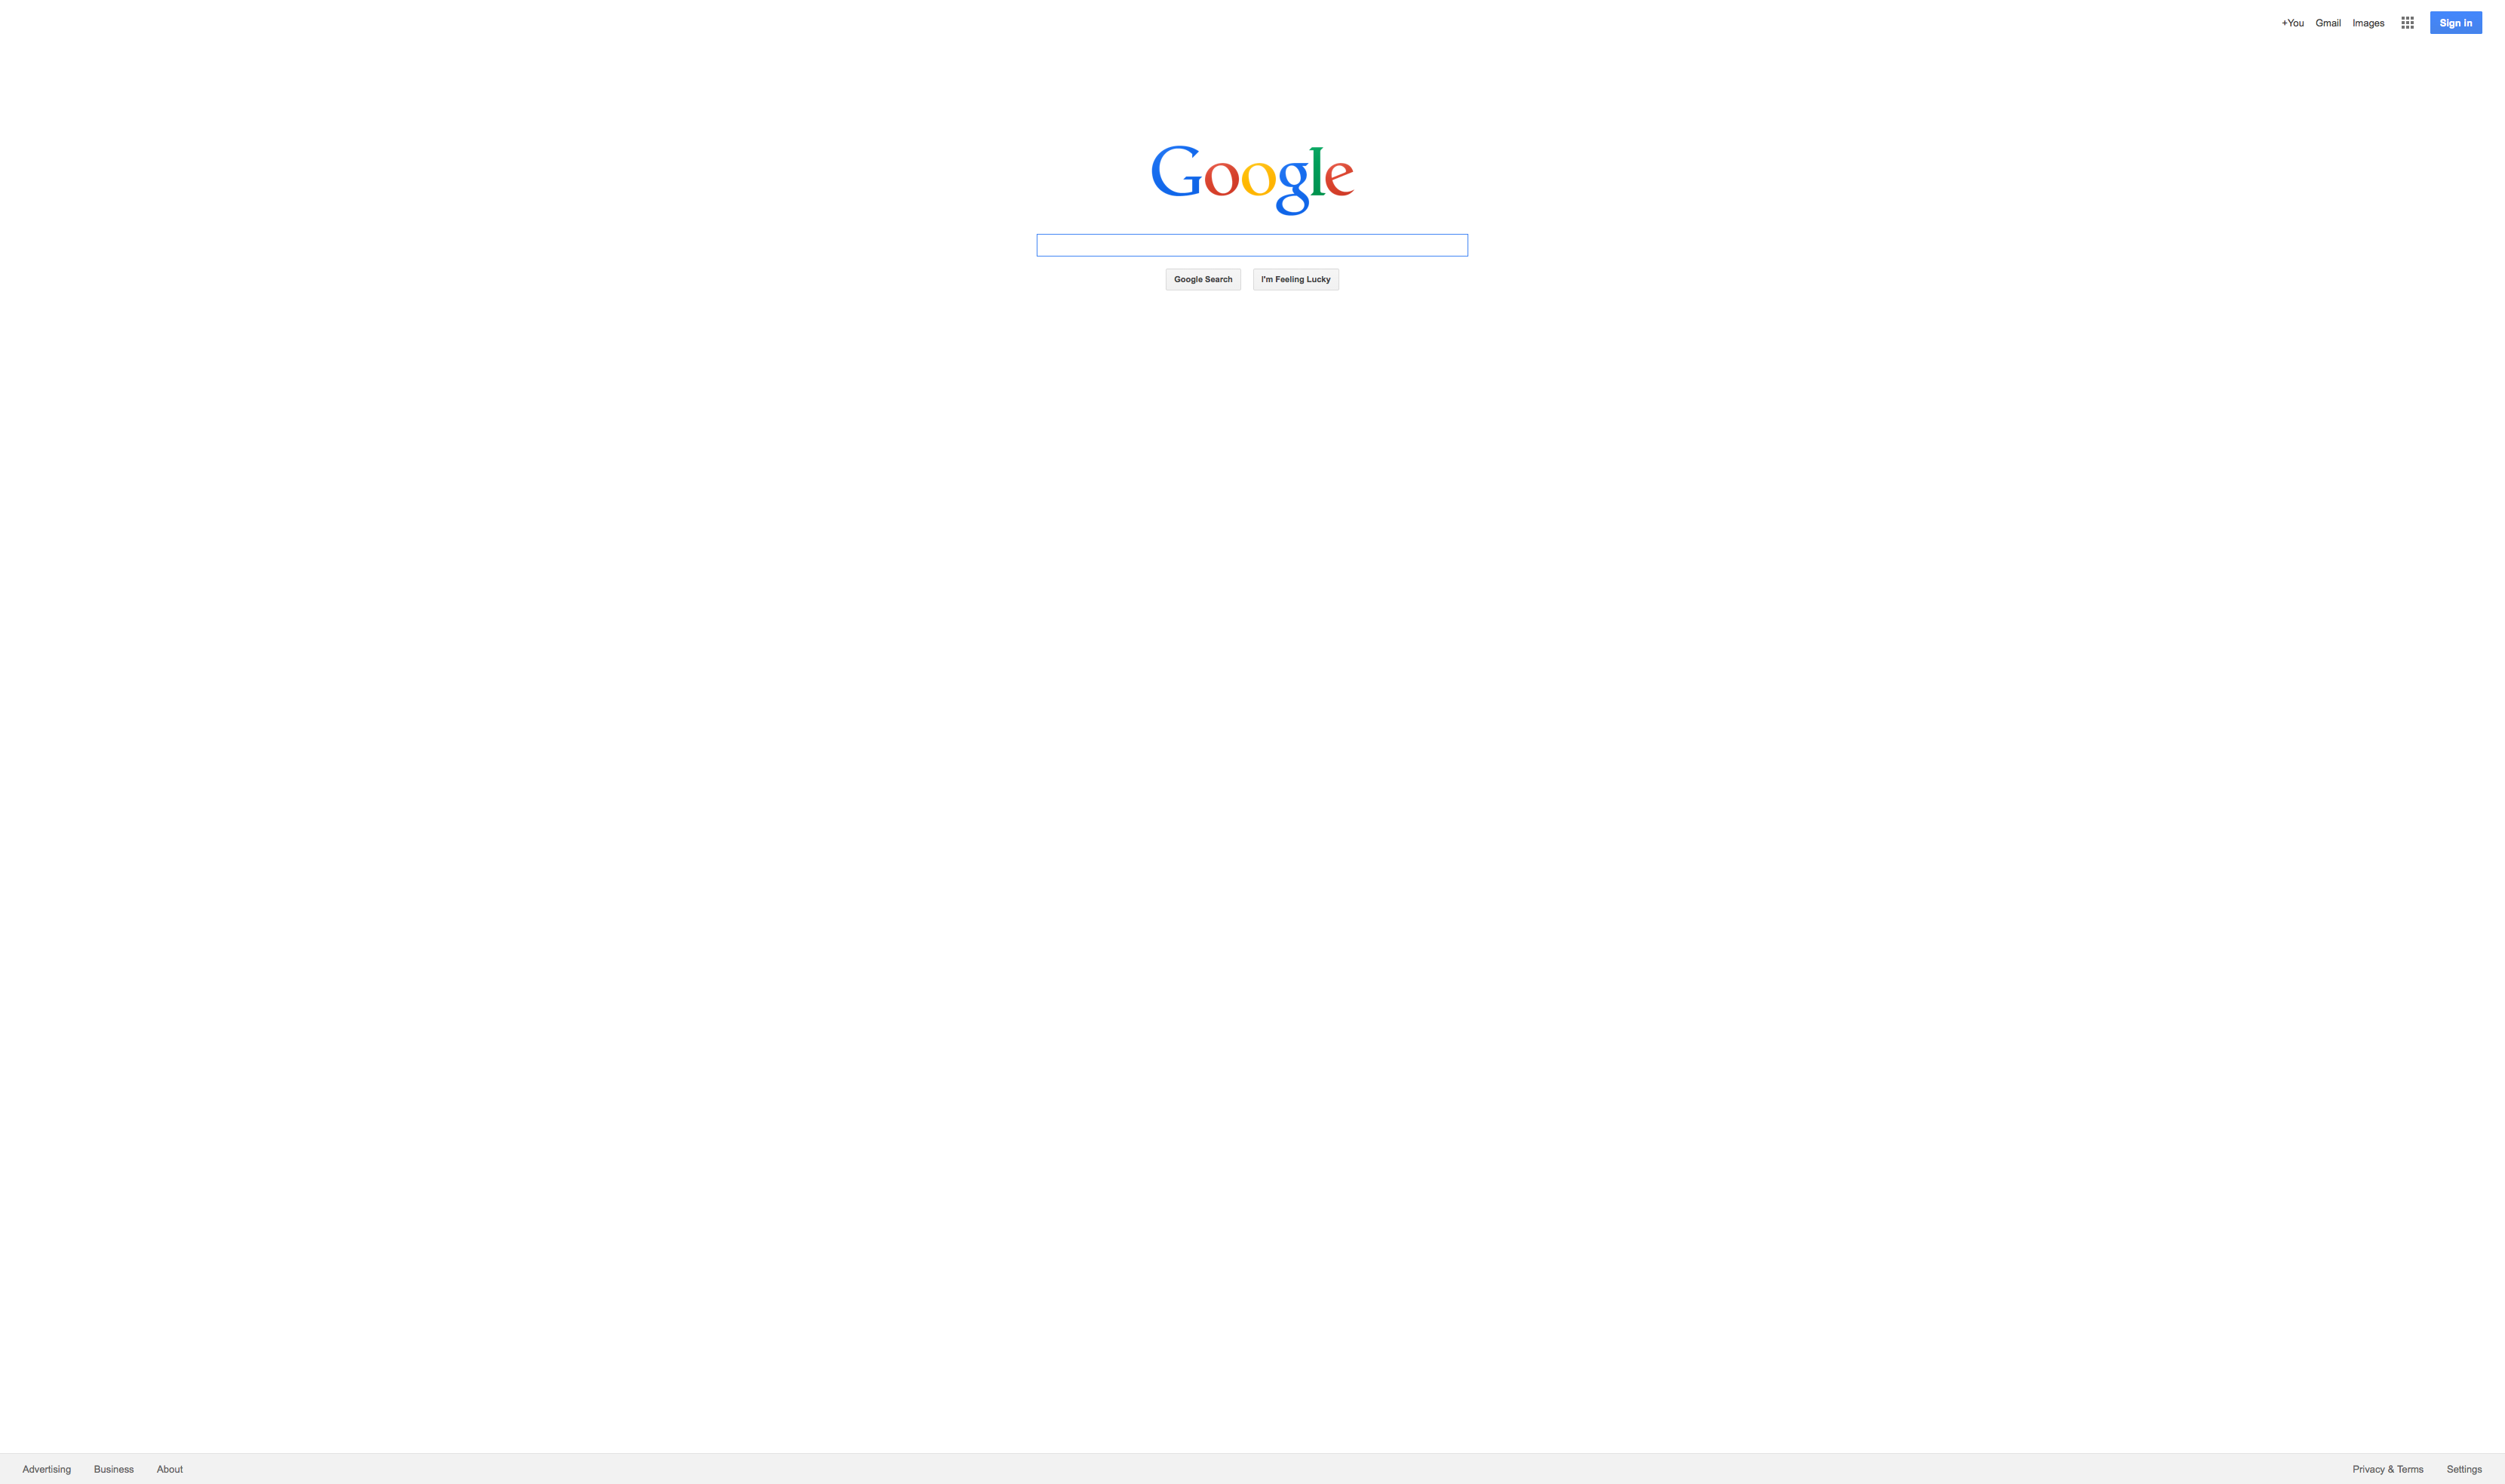 +You Gmail Images Sign in
Google
Google Search I'm Feeling Lucky
Advertising Business About Privacy & Terms Settings